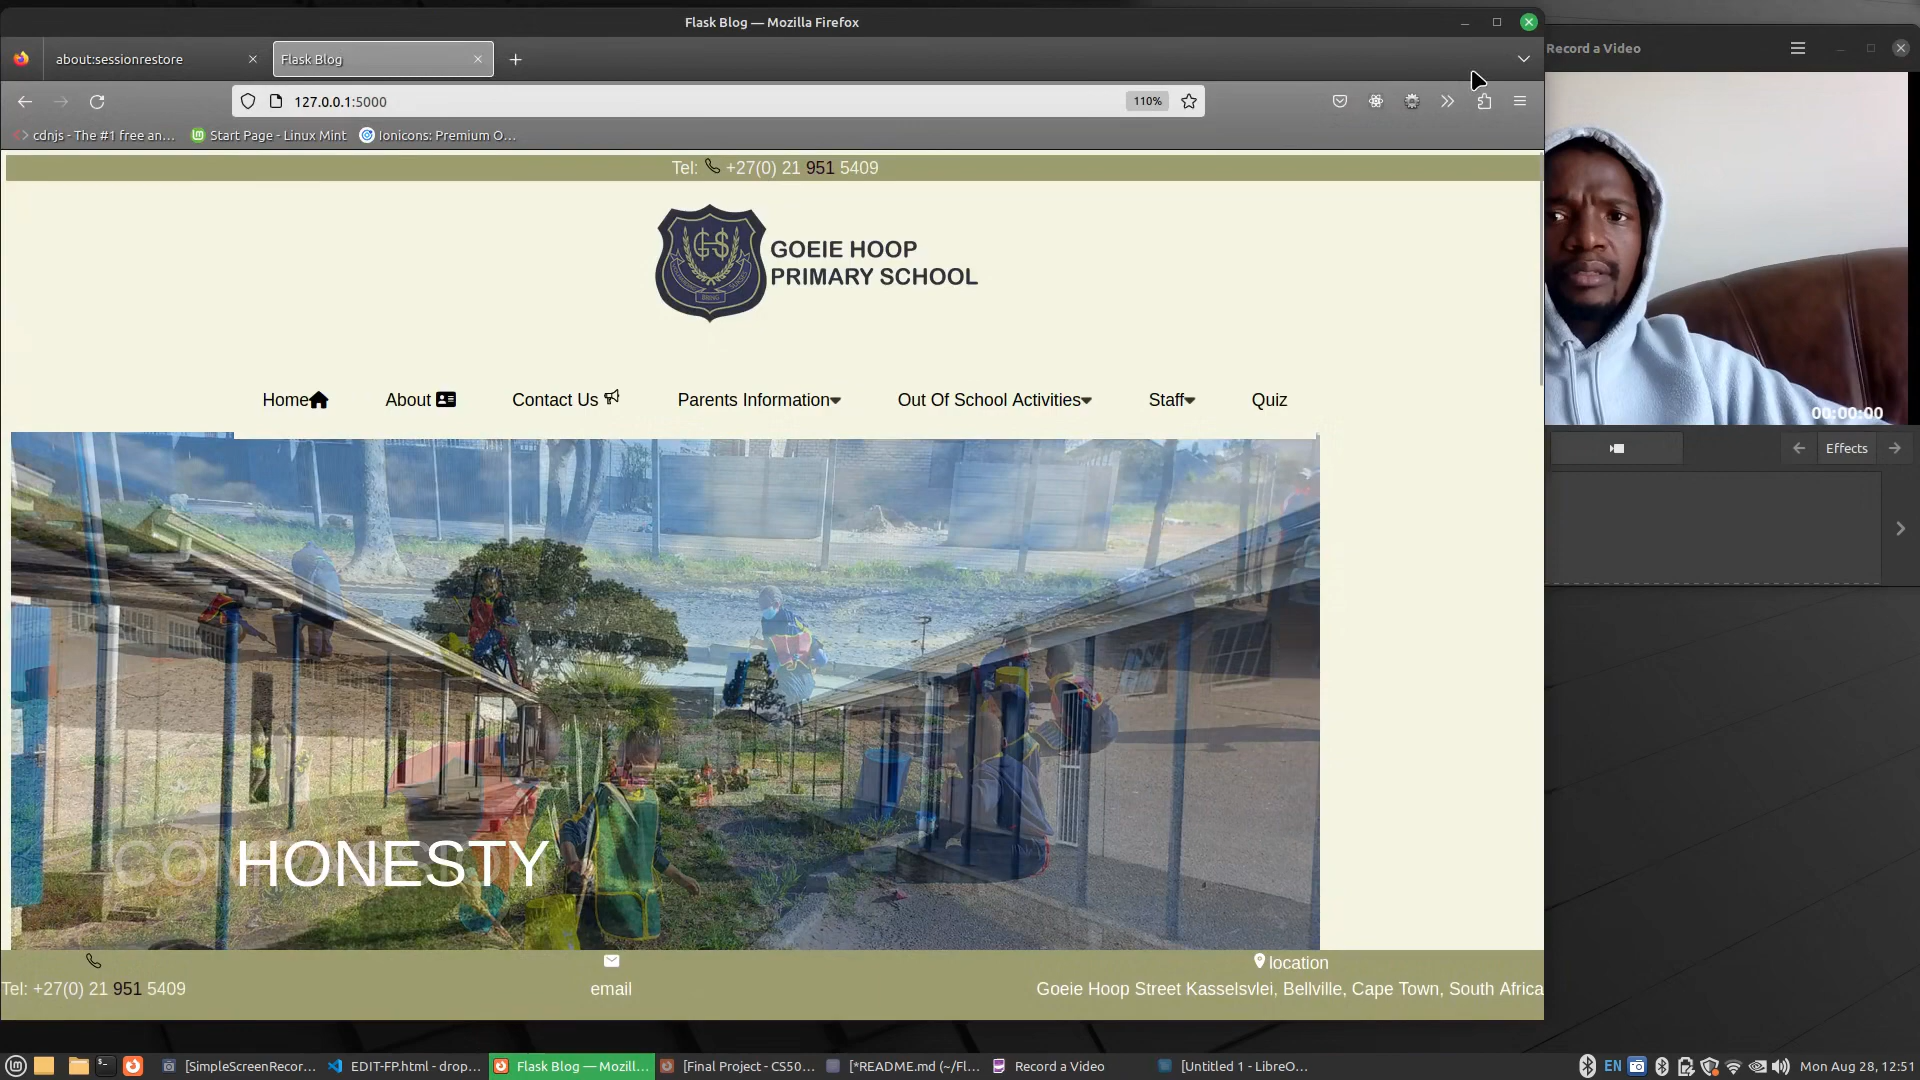 Flask Blog — Mozilla Firefox
about:sessionrestore
Flask Blog
127.0.0.1:5000
110%
cdnjs - The #1 free an…
Start Page - Linux Mint
Ionicons: Premium O…
Tel: +27(0) 21 951 5409
GHS
BRING
GOEIE HOOP
PRIMARY SCHOOL
Home
About
Contact Us
Parents Information
Out Of School Activities
Staff
Quiz
CO
HONESTY
Tel: +27(0) 21 951 5409
email
location
Goeie Hoop Street Kasselsvlei, Bellville, Cape Town, South Africa
Record a Video
00:00:00
Effects
[SimpleScreenRecor…
EDIT-FP.html - drop…
Flask Blog — Mozill…
[Final Project - CS50…
[*README.md (~/Fl…
Record a Video
[Untitled 1 - LibreO…
EN
Mon Aug 28, 12:51